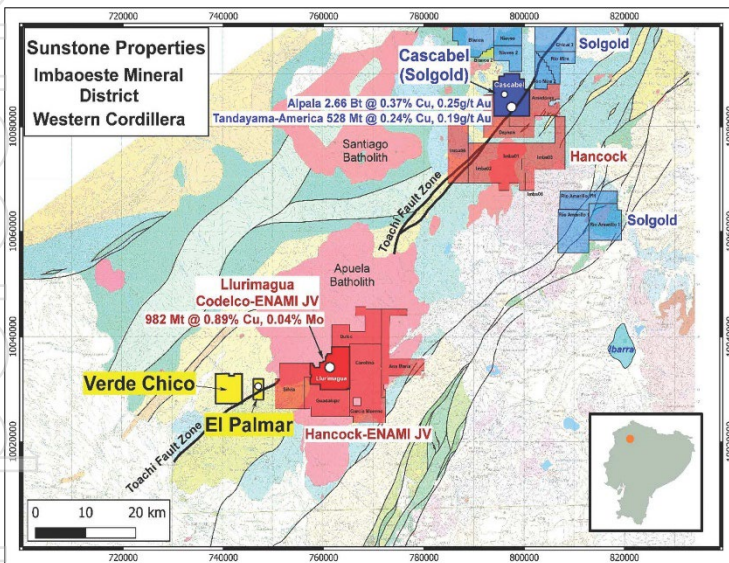 720000
740000
760000
780000
800000
820000
Sunstone Properties
Imbaoeste Mineral
District
Western Cordillera
Cascabel
(Solgold)
Solgold
Cascabel
Alpala 2.66 Bt @ 0.37% Cu, 0.25g/t Au
Tandayama-America 528 Mt @ 0.24% Cu, 0.19g/t Au
10080000
Santiago
Batholith
Hancock
Toachi Fault Zone
Solgold
10060000
Apuela
Batholith
Llurimagua
Codelco-ENAMI JV
982 Mt @ 0.89% Cu, 0.04% Mo
10040000
Ibarra
Llurimagua
Verde Chico
El Palmar
Hancock-ENAMI JV
Toachi Fault Zone
10020000
0 10 20 km
720000
740000
760000
780000
800000
820000